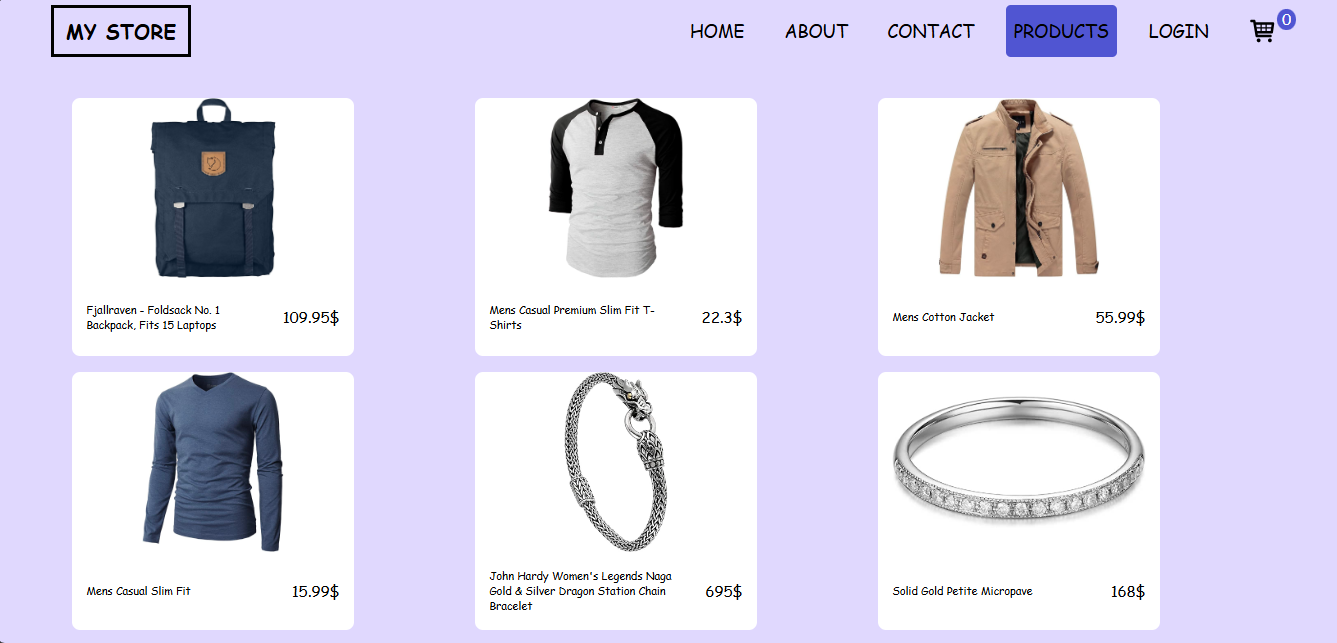 MY STORE
HOME
ABOUT
CONTACT
PRODUCTS
LOGIN
0
Fjallraven - Foldsack No. 1
Backpack, Fits 15 Laptops
109.95$
Mens Casual Premium Slim Fit T-
Shirts
22.3$
Mens Cotton Jacket
55.99$
Mens Casual Slim Fit
15.99$
John Hardy Women's Legends Naga
Gold & Silver Dragon Station Chain
Bracelet
695$
Solid Gold Petite Micropave
168$